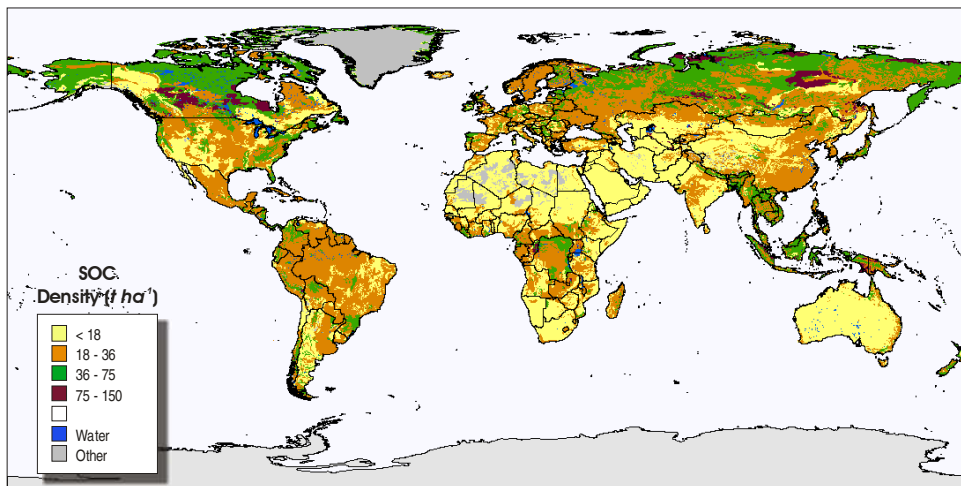 SOC
Density (t ha⁻¹)
< 18
18 - 36
36 - 75
75 - 150
Water
Other